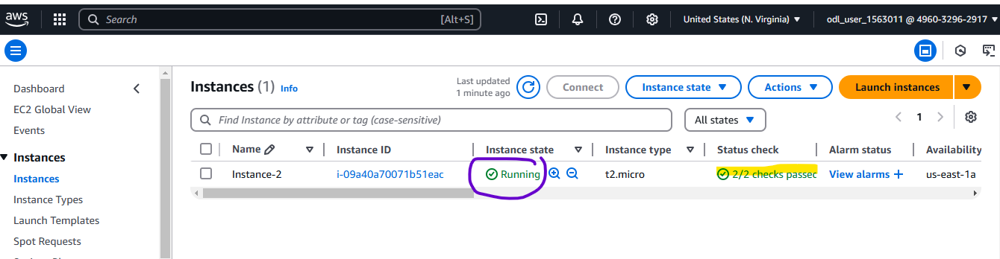 aws Search [Alt+S] United States (N. Virginia) odl_user_1563011 @ 4960-3296-2917
Dashboard
EC2 Global View
Events
Instances
Instances
Instance Types
Launch Templates
Spot Requests
Instances (1) Info
Last updated
1 minute ago
Connect Instance state Actions Launch instances
Find Instance by attribute or tag (case-sensitive) All states 1
Name Instance ID Instance state Instance type Status check Alarm status Availability
Instance-2 i-09a40a70071b51eac Running t2.micro 2/2 checks passed View alarms + us-east-1a